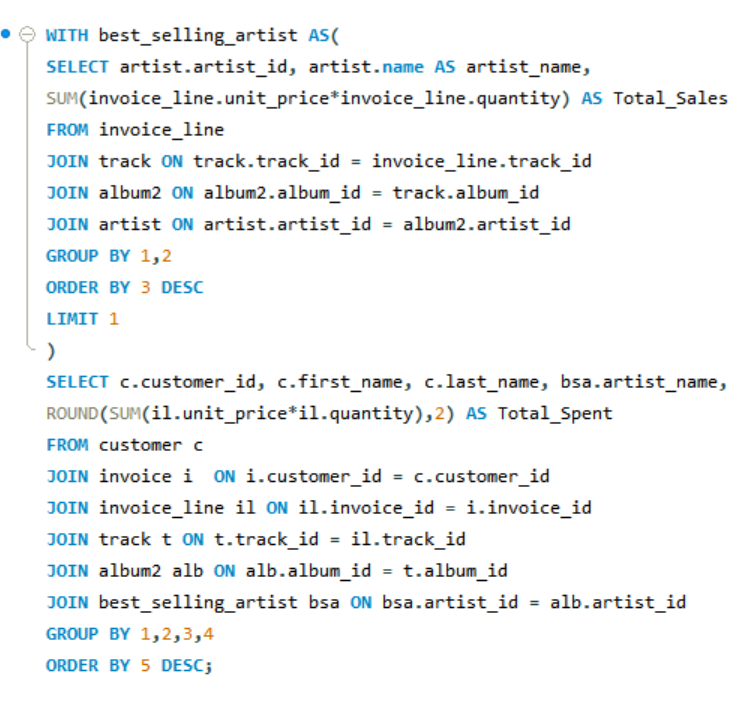 WITH best_selling_artist AS(
SELECT artist.artist_id, artist.name AS artist_name,
SUM(invoice_line.unit_price*invoice_line.quantity) AS Total_Sales
FROM invoice_line
JOIN track ON track.track_id = invoice_line.track_id
JOIN album2 ON album2.album_id = track.album_id
JOIN artist ON artist.artist_id = album2.artist_id
GROUP BY 1,2
ORDER BY 3 DESC
LIMIT 1
)
SELECT c.customer_id, c.first_name, c.last_name, bsa.artist_name,
ROUND(SUM(il.unit_price*il.quantity),2) AS Total_Spent
FROM customer c
JOIN invoice i  ON i.customer_id = c.customer_id
JOIN invoice_line il ON il.invoice_id = i.invoice_id
JOIN track t ON t.track_id = il.track_id
JOIN album2 alb ON alb.album_id = t.album_id
JOIN best_selling_artist bsa ON bsa.artist_id = alb.artist_id
GROUP BY 1,2,3,4
ORDER BY 5 DESC;